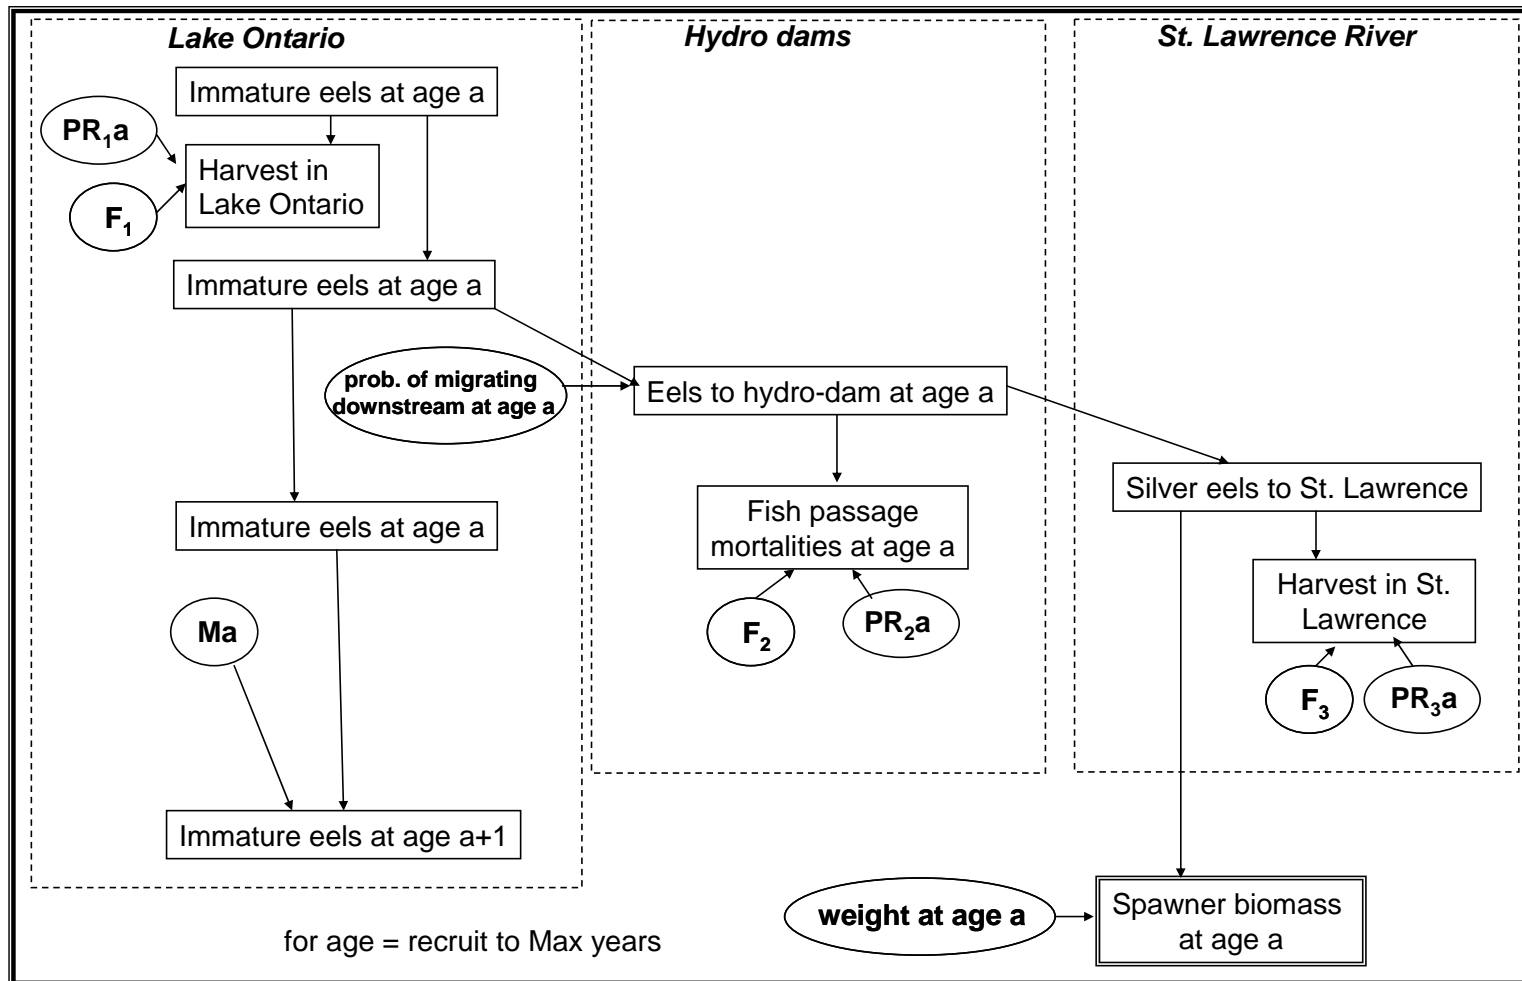 Lake Ontario
Immature eels at age a
PR₁a
Harvest in
Lake Ontario
F₁
Immature eels at age a
prob. of migrating
downstream at age a
Immature eels at age a
Ma
Immature eels at age a+1
for age = recruit to Max years
Hydro dams
Eels to hydro-dam at age a
Fish passage
mortalities at age a
F₂
PR₂a
St. Lawrence River
Silver eels to St. Lawrence
Harvest in St.
Lawrence
F₃
PR₃a
weight at age a
Spawner biomass
at age a